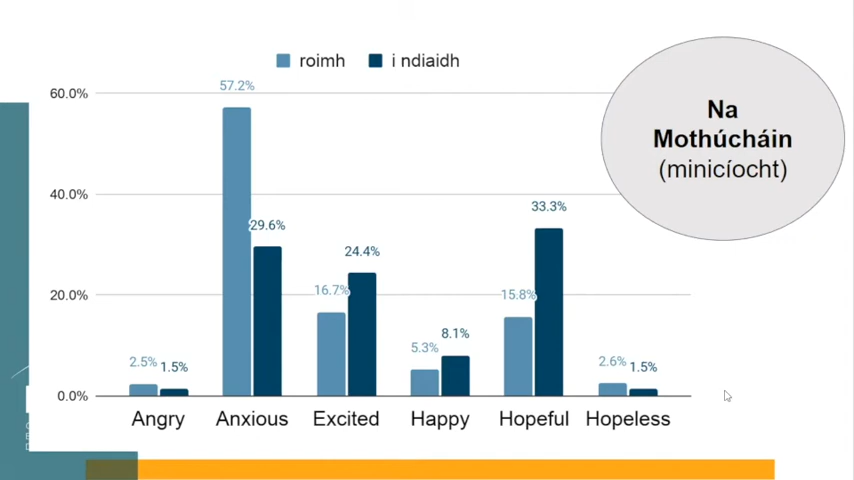 roimh i ndiaidh
Na
Mothúcháin
(minicíocht)
60.0%
40.0%
20.0%
0.0%
57.2%
29.6%
24.4%
33.3%
16.7%
15.8%
8.1%
5.3%
2.5% 1.5%
2.6% 1.5%
Angry Anxious Excited Happy Hopeful Hopeless